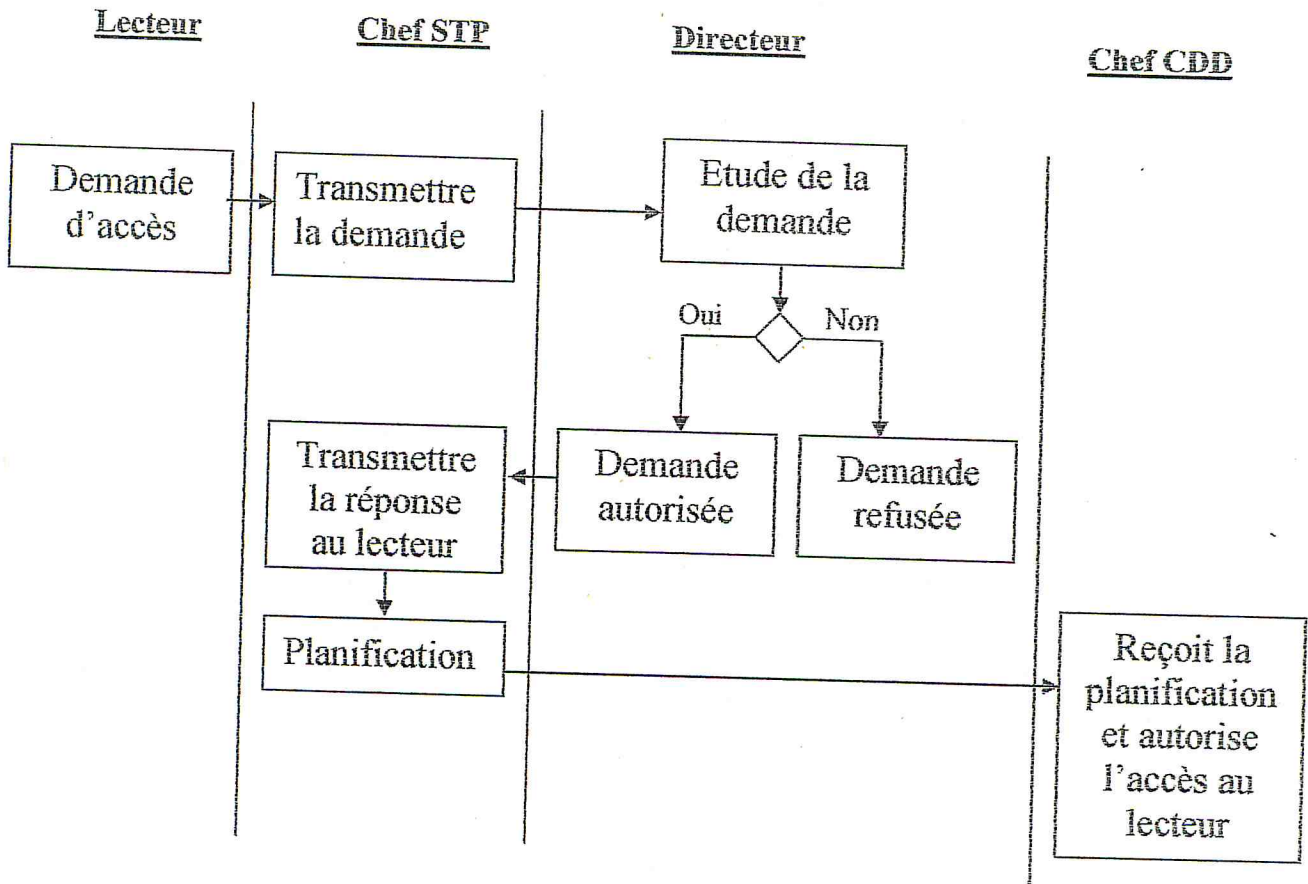 Lecteur
Chef STP
Directeur
Chef CDD
Demande
d'accès
Transmettre
la demande
Etude de la
demande
Oui
Non
Transmettre
la réponse
au lecteur
Demande
autorisée
Demande
refusée
Planification
Reçoit la
planification
et autorise
l'accès au
lecteur